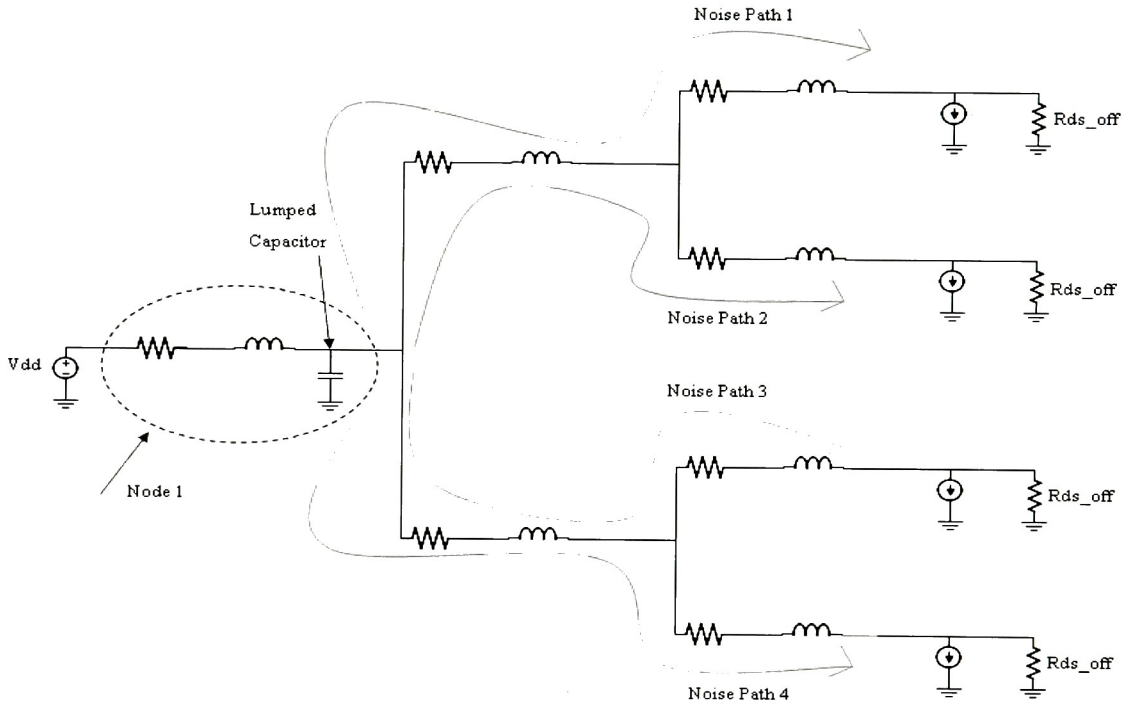 Noise Path 1
Rds_off
Lumped
Capacitor
Rds_off
Noise Path 2
Vdd
Noise Path 3
Node 1
Rds_off
Rds_off
Noise Path 4